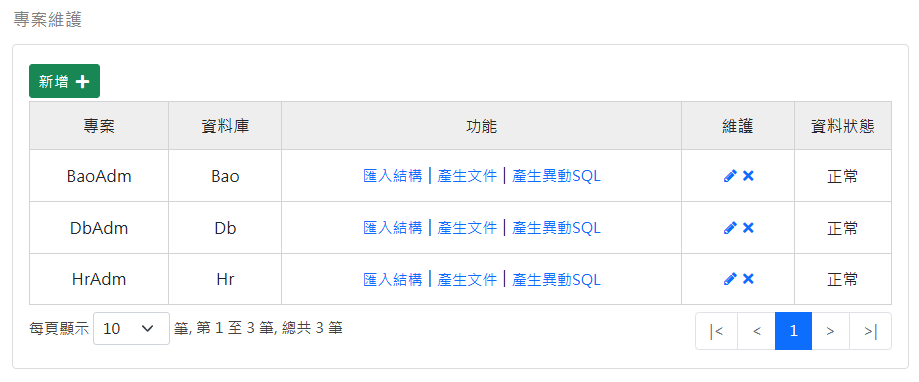 專案維護
新增
專案 資料庫 功能 維護 資料狀態
BaoAdm Bao 匯入結構 | 產生文件 | 產生異動SQL 正常
DbAdm Db 匯入結構 | 產生文件 | 產生異動SQL 正常
HrAdm Hr 匯入結構 | 產生文件 | 產生異動SQL 正常
每頁顯示 10 筆, 第 1 至 3 筆, 總共 3 筆 |< < 1 > >|